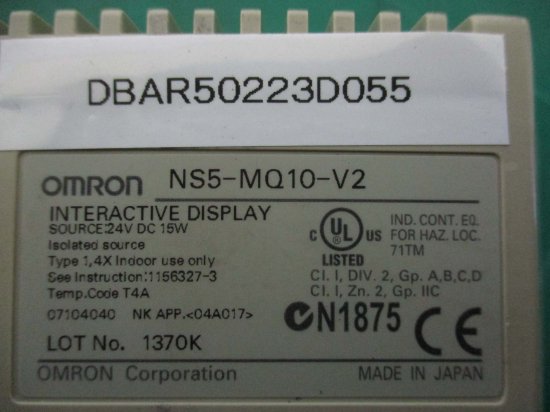 DBAR50223D055
OMRON NS5-MQ10-V2
INTERACTIVE DISPLAY
SOURCE:24V DC 15W
Isolated source
Type 1,4X Indoor use only
See Instruction:1156327-3
Temp.Code T4A
07104040 NK APP.<04A017>
LOT No. 1370K
C UL US
LISTED
IND. CONT. EQ.
FOR HAZ. LOC.
71TM
Cl. I, DIV. 2, Gp. A,B,C,D
Cl. I, Zn. 2, Gp. IIC
N1875 CE
OMRON Corporation MADE IN JAPAN